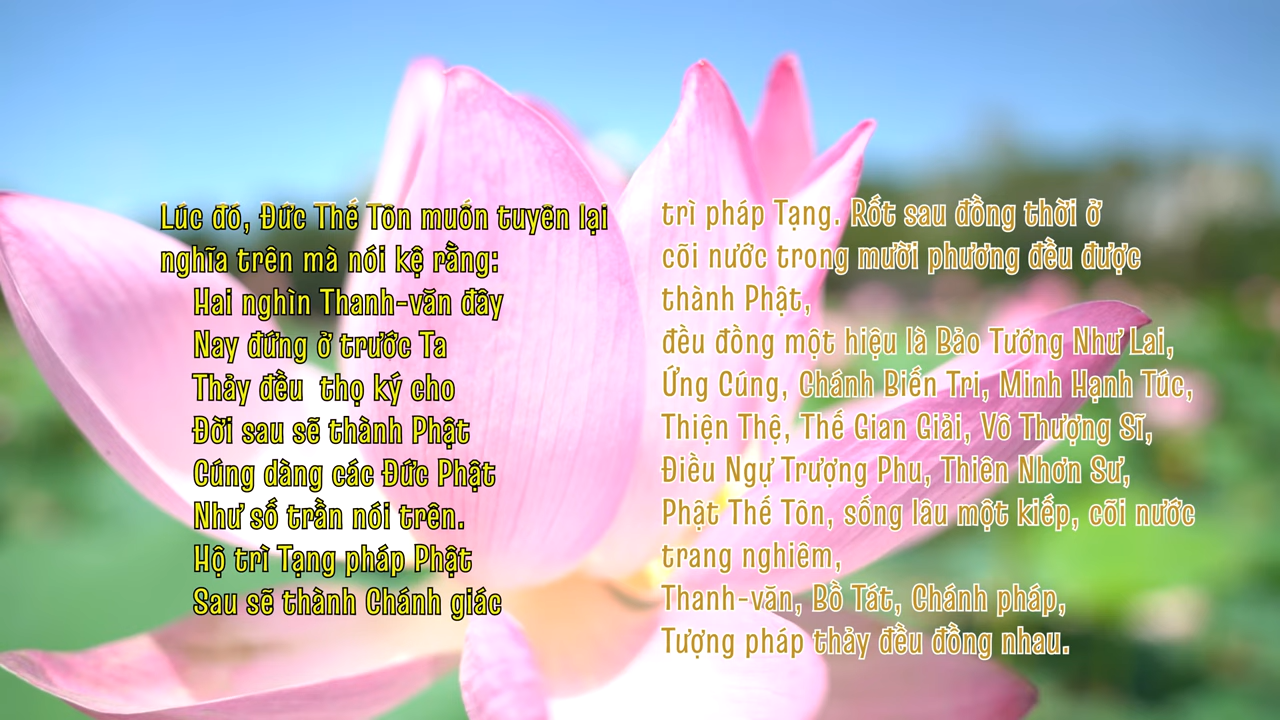 Lúc đó, Đức Thế Tôn muốn tuyên lại
nghĩa trên mà nói kệ rằng:
Hai nghìn Thanh-văn đây
Nay đứng ở trước Ta
Thảy đều thọ ký cho
Đời sau sẽ thành Phật
Cúng dàng các Đức Phật
Như số trần nói trên.
Hộ trì Tạng pháp Phật
Sau sẽ thành Chánh giác
trì pháp Tạng. Rốt sau đồng thời ở
cõi nước trong mười phương đều được
thành Phật,
đều đồng một hiệu là Bảo Tướng Như Lai,
Ứng Cúng, Chánh Biến Tri, Minh Hạnh Túc,
Thiện Thệ, Thế Gian Giải, Vô Thượng Sĩ,
Điều Ngự Trượng Phu, Thiên Nhơn Sư,
Phật Thế Tôn, sống lâu một kiếp, cõi nước
trang nghiêm,
Thanh-văn, Bồ Tát, Chánh pháp,
Tượng pháp thảy đều đồng nhau.